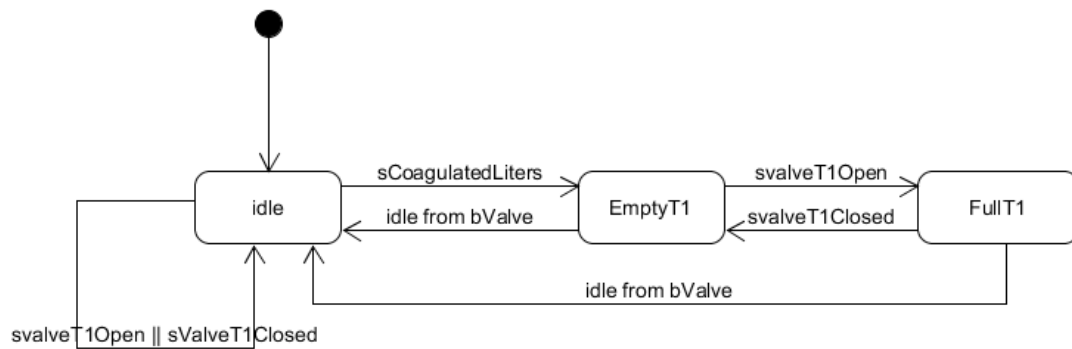 sCoagulatedLiters
svalveT1Open
idle
EmptyT1
FullT1
idle from bValve
svalveT1Closed
idle from bValve
svalveT1Open || sValveT1Closed